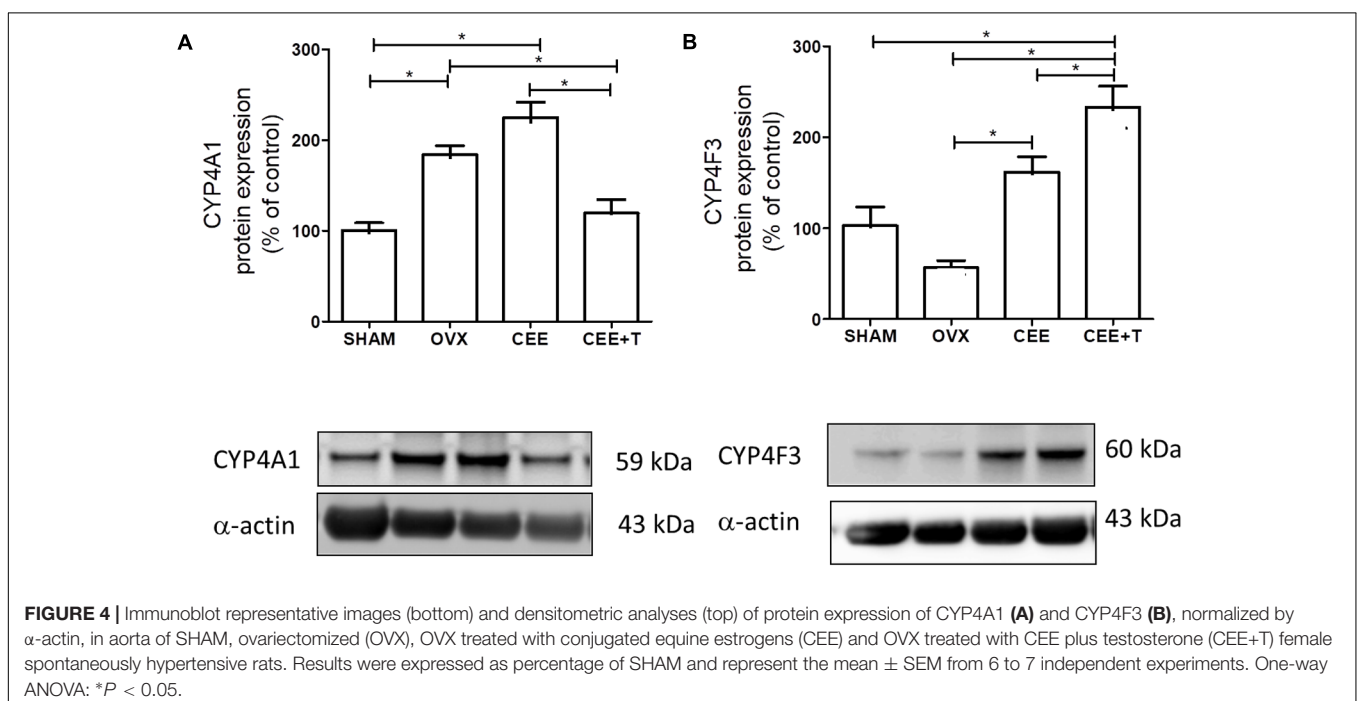 A
300
200
100
0
CYP4A1
protein expression
(% of control)
*
*
*
*
SHAM OVX CEE CEE+T
B
300
200
100
0
CYP4F3
protein expression
(% of control)
*
*
*
*
SHAM OVX CEE CEE+T
CYP4A1 59 kDa
α-actin 43 kDa
CYP4F3 60 kDa
α-actin 43 kDa
FIGURE 4 | Immunoblot representative images (bottom) and densitometric analyses (top) of protein expression of CYP4A1 (A) and CYP4F3 (B), normalized by
α-actin, in aorta of SHAM, ovariectomized (OVX), OVX treated with conjugated equine estrogens (CEE) and OVX treated with CEE plus testosterone (CEE+T) female
spontaneously hypertensive rats. Results were expressed as percentage of SHAM and represent the mean ± SEM from 6 to 7 independent experiments. One-way
ANOVA: *P < 0.05.